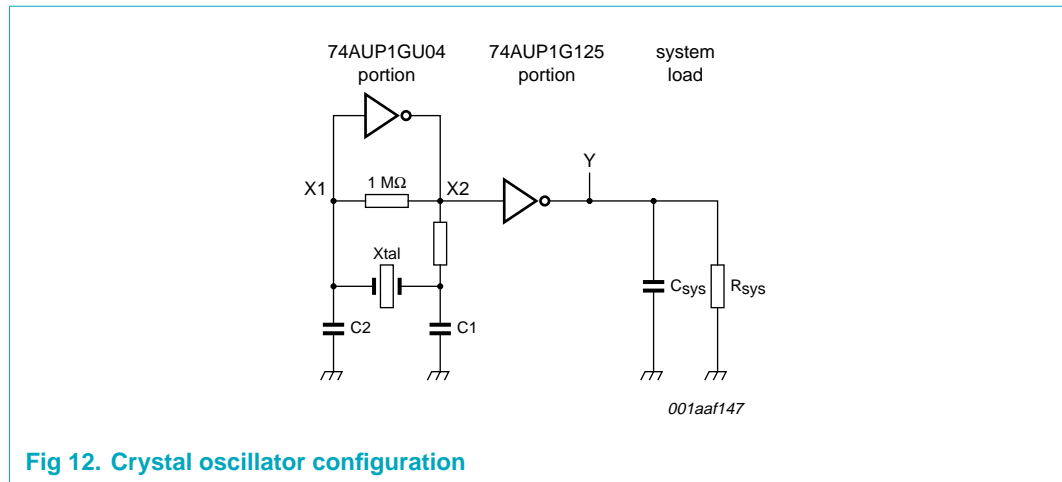 74AUP1GU04 portion
74AUP1G125 portion
system load
X1
1 MΩ
X2
Y
Xtal
C2
C1
Csys
Rsys
001aaf147
Fig 12. Crystal oscillator configuration